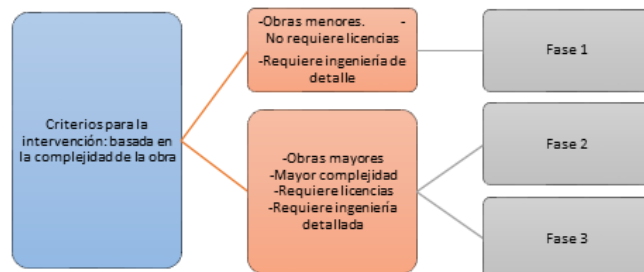 Criterios para la
intervención: basada en
la complejidad de la obra
-Obras menores. -
No requiere licencias
-Requiere ingeniería de
detalle
Fase 1
-Obras mayores
-Mayor complejidad
-Requiere licencias
-Requiere ingeniería
detallada
Fase 2
Fase 3